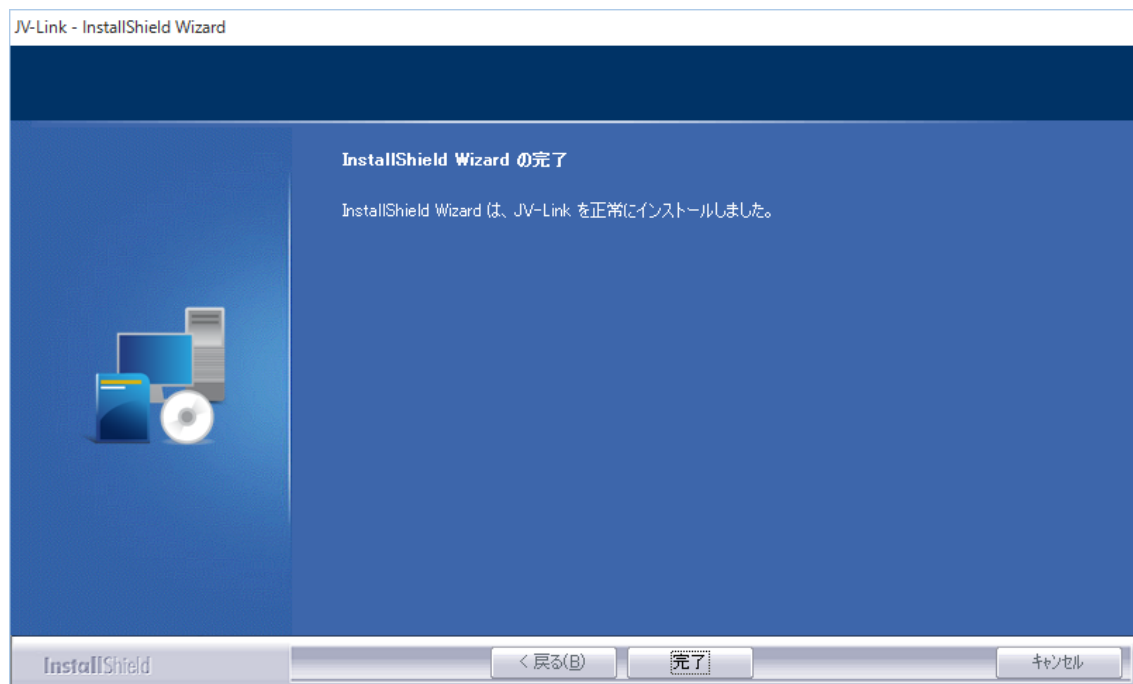 JV-Link - InstallShield Wizard
InstallShield Wizard の完了
InstallShield Wizard は、JV-Link を正常にインストールしました。
InstallShield
< 戻る(B)
完了
キャンセル